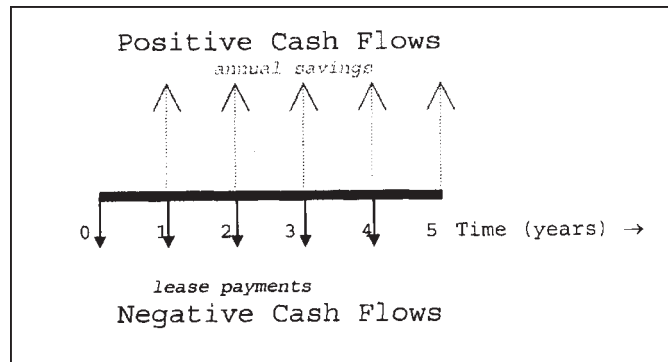 Positive Cash Flows
annual savings
0 1 2 3 4 5 Time (years) →
lease payments
Negative Cash Flows